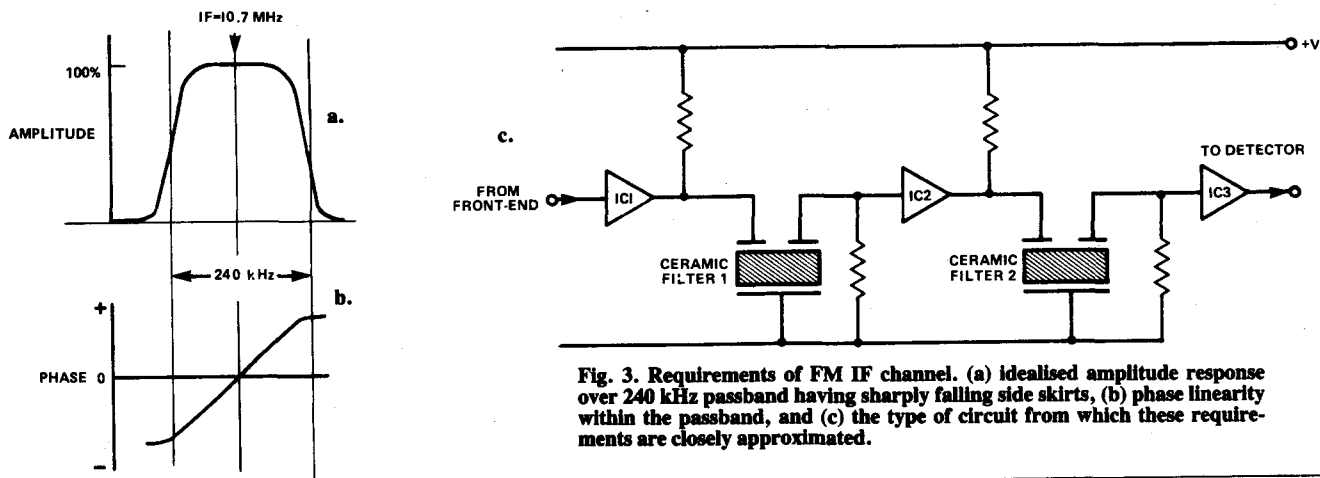 IF=10.7 MHz
100%
AMPLITUDE
a.
240 kHz
b.
+
PHASE 0
−
c.
+V
FROM
FRONT-END
IC1
CERAMIC
FILTER 1
IC2
CERAMIC
FILTER 2
TO DETECTOR
IC3
Fig. 3. Requirements of FM IF channel. (a) idealised amplitude response
over 240 kHz passband having sharply falling side skirts, (b) phase linearity
within the passband, and (c) the type of circuit from which these require-
ments are closely approximated.